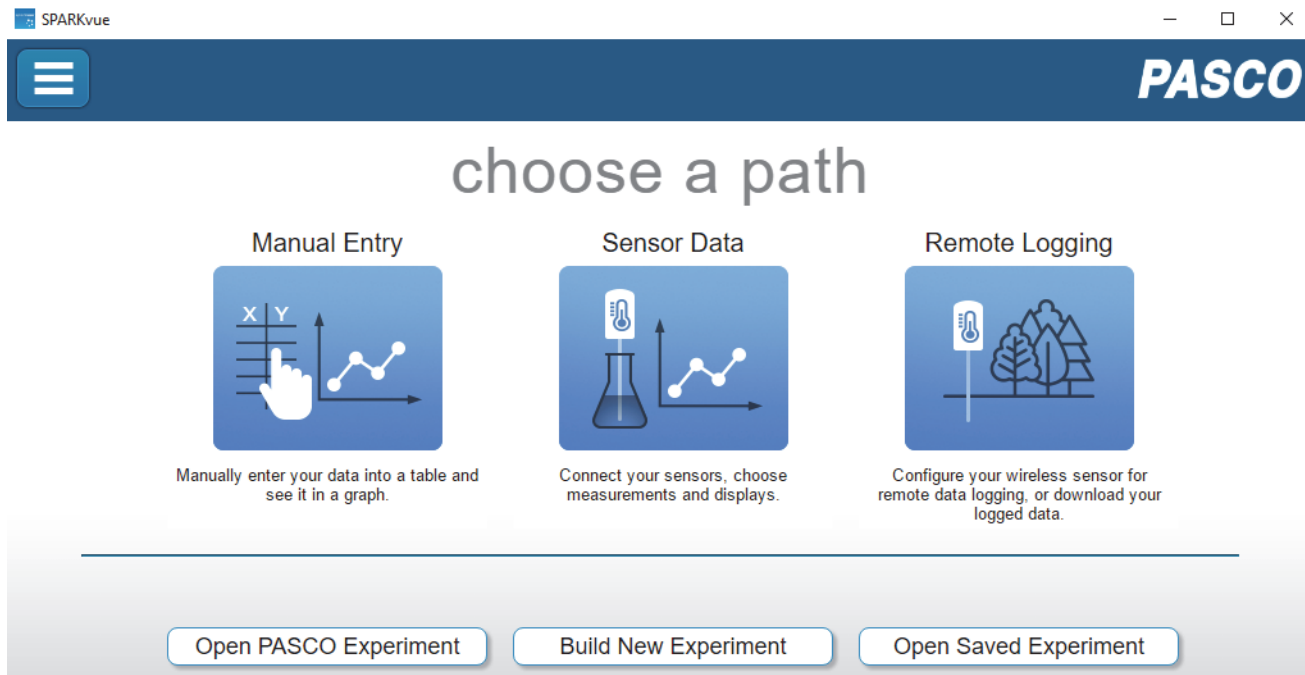 SPARKvue
PASCO
choose a path
Manual Entry
Sensor Data
Remote Logging
X Y
Manually enter your data into a table and
see it in a graph.
Connect your sensors, choose
measurements and displays.
Configure your wireless sensor for
remote data logging, or download your
logged data.
Open PASCO Experiment
Build New Experiment
Open Saved Experiment